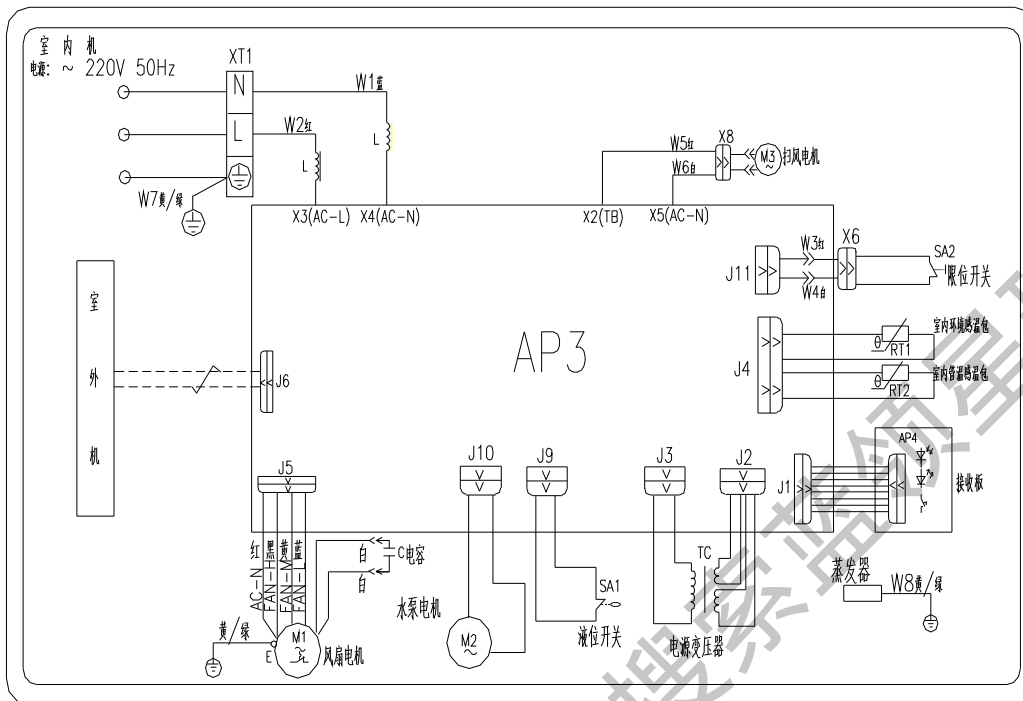 室 内 机
电源: ~ 220V 50Hz
XT1
N
L
W1蓝
W2红
L
L
W7黄/绿
X3(AC-L)
X4(AC-N)
X2(TB)
X5(AC-N)
W5红
W6白
X8
M3
扫风电机
J11
W3红
W4白
X6
SA2
限位开关
室外机
J6
AP3
J4
θ
RT1
室内环境感温包
θ
RT2
室内管温感温包
AP4
J1
接收板
J5
J10
J9
J3
J2
红
黑
黄
蓝
AC-N
FAN-H
FAN-M
FAN-L
白
白
C电容
黄/绿
E
M1
~
风扇电机
水泵电机
M2
SA1
液位开关
TC
电源变压器
蒸发器
W8黄/绿
搜索蓝领星球